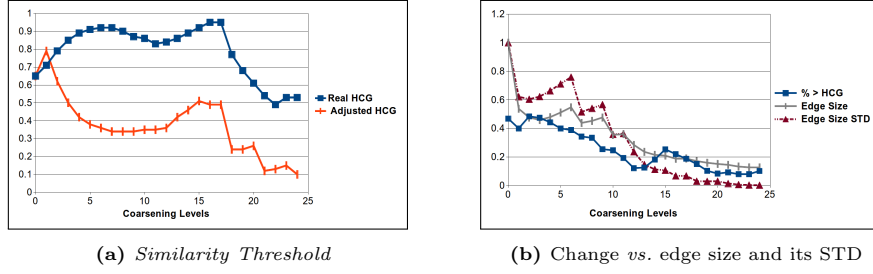 1
0.9
0.8
0.7
0.6
0.5
0.4
0.3
0.2
0.1
0
0 5 10 15 20 25
Coarsening Levels
Real HCG
Adjusted HCG
(a) Similarity Threshold
1.2
1
0.8
0.6
0.4
0.2
0
0 5 10 15 20 25
Coarsening Levels
% > HCG
Edge Size
Edge Size STD
(b) Change vs. edge size and its STD